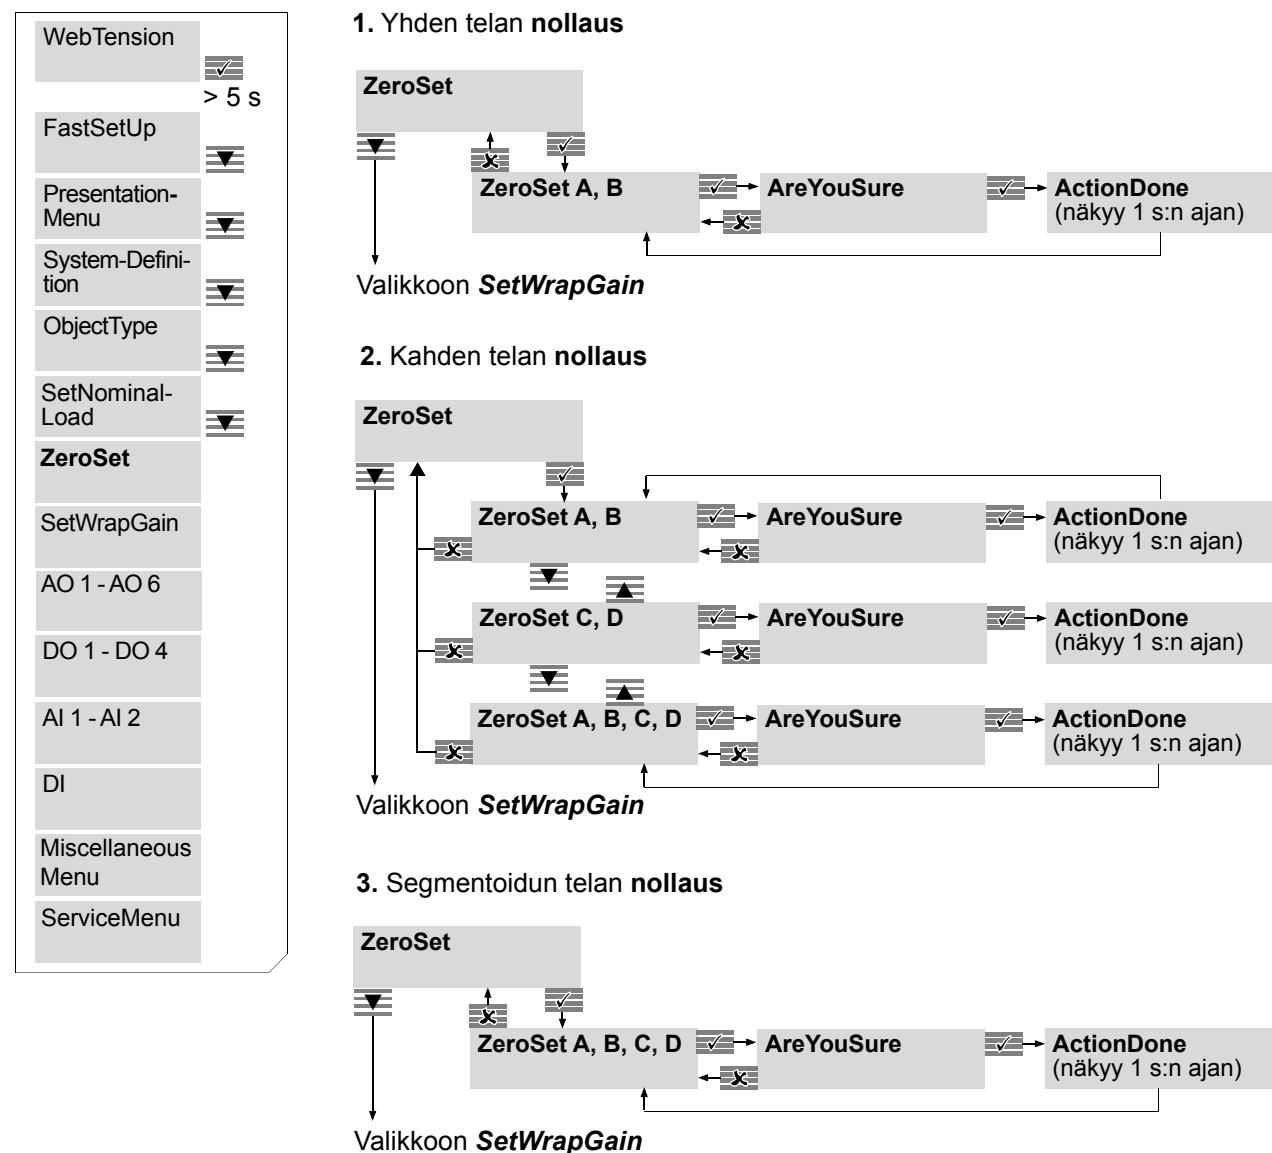 WebTension
> 5 s
FastSetUp
Presentation-
Menu
System-Defini-
tion
ObjectType
SetNominal-
Load
ZeroSet
SetWrapGain
AO 1 - AO 6
DO 1 - DO 4
AI 1 - AI 2
DI
Miscellaneous
Menu
ServiceMenu
1. Yhden telan nollaus
ZeroSet
ZeroSet A, B
AreYouSure
ActionDone
(näkyy 1 s:n ajan)
Valikkoon SetWrapGain
2. Kahden telan nollaus
ZeroSet
ZeroSet A, B
AreYouSure
ActionDone
(näkyy 1 s:n ajan)
ZeroSet C, D
AreYouSure
ActionDone
(näkyy 1 s:n ajan)
ZeroSet A, B, C, D
AreYouSure
ActionDone
(näkyy 1 s:n ajan)
Valikkoon SetWrapGain
3. Segmentoidun telan nollaus
ZeroSet
ZeroSet A, B, C, D
AreYouSure
ActionDone
(näkyy 1 s:n ajan)
Valikkoon SetWrapGain